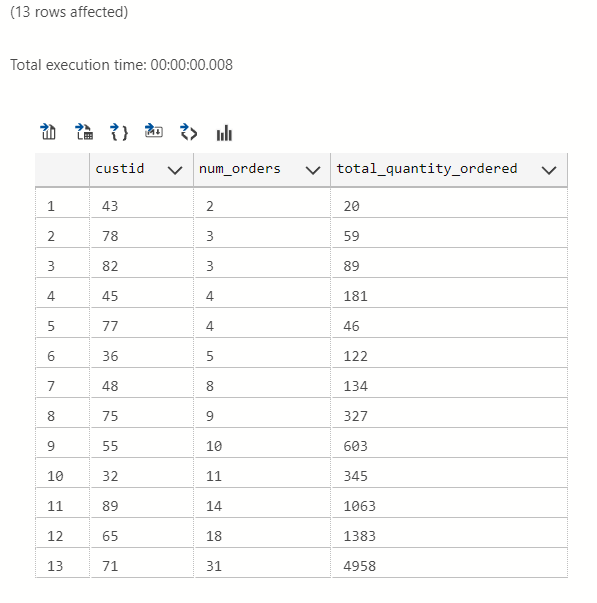 (13 rows affected)
Total execution time: 00:00:00.008
custid num_orders total_quantity_ordered
1 43 2 20
2 78 3 59
3 82 3 89
4 45 4 181
5 77 4 46
6 36 5 122
7 48 8 134
8 75 9 327
9 55 10 603
10 32 11 345
11 89 14 1063
12 65 18 1383
13 71 31 4958